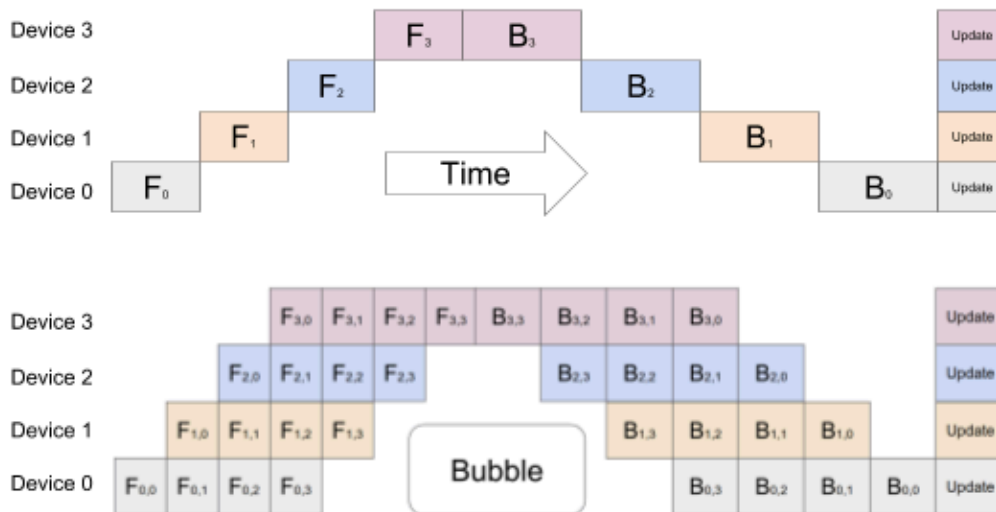 Device 3 F₃ B₃ Update
Device 2 F₂ B₂ Update
Device 1 F₁ B₁ Update
Time
Device 0 F₀ B₀ Update
Device 3 F₃,₀ F₃,₁ F₃,₂ F₃,₃ B₃,₃ B₃,₂ B₃,₁ B₃,₀ Update
Device 2 F₂,₀ F₂,₁ F₂,₂ F₂,₃ B₂,₃ B₂,₂ B₂,₁ B₂,₀ Update
Device 1 F₁,₀ F₁,₁ F₁,₂ F₁,₃ B₁,₃ B₁,₂ B₁,₁ B₁,₀ Update
Bubble
Device 0 F₀,₀ F₀,₁ F₀,₂ F₀,₃ B₀,₃ B₀,₂ B₀,₁ B₀,₀ Update